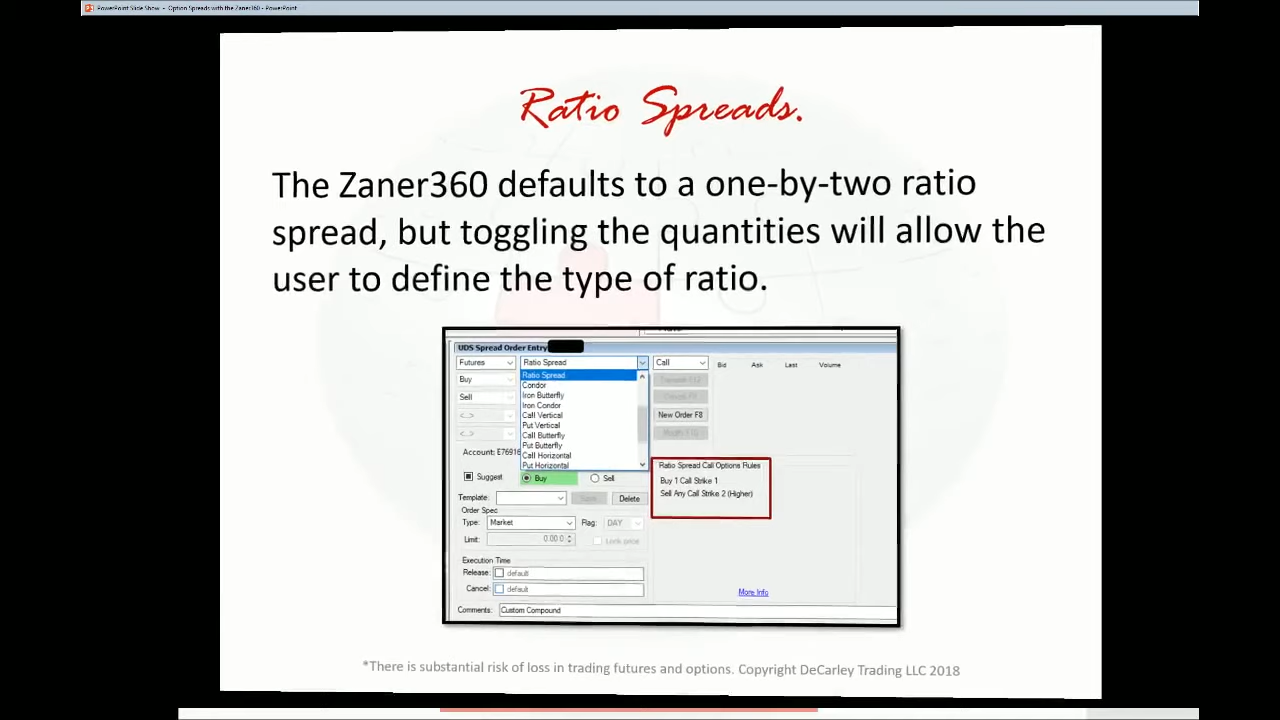 PowerPoint Slide Show - Option Spreads with the Zaner360 - PowerPoint
Ratio Spreads.
The Zaner360 defaults to a one-by-two ratio
spread, but toggling the quantities will allow the
user to define the type of ratio.
UDS Spread Order Entry
Futures Ratio Spread Call Bid Ask Last Volume
Ratio Spread
Buy
Condor
Iron Butterfly
Sell
Iron Condor
Call Vertical New Order F8
Put Vertical
Call Butterfly
Put Butterfly
Account: E76916 Call Horizontal
Put Horizontal Ratio Spread Call Options Rules
Suggest Buy Sell Buy 1 Call Strike 1
Sell Any Call Strike 2 (Higher)
Template: Delete
Order Spec
Type: Market Flag: DAY
Limit: 0.00.0 Lock price
Execution Time
Release: default
Cancel: default More Info
Comments: Custom Compound
*There is substantial risk of loss in trading futures and options. Copyright DeCarley Trading LLC 2018